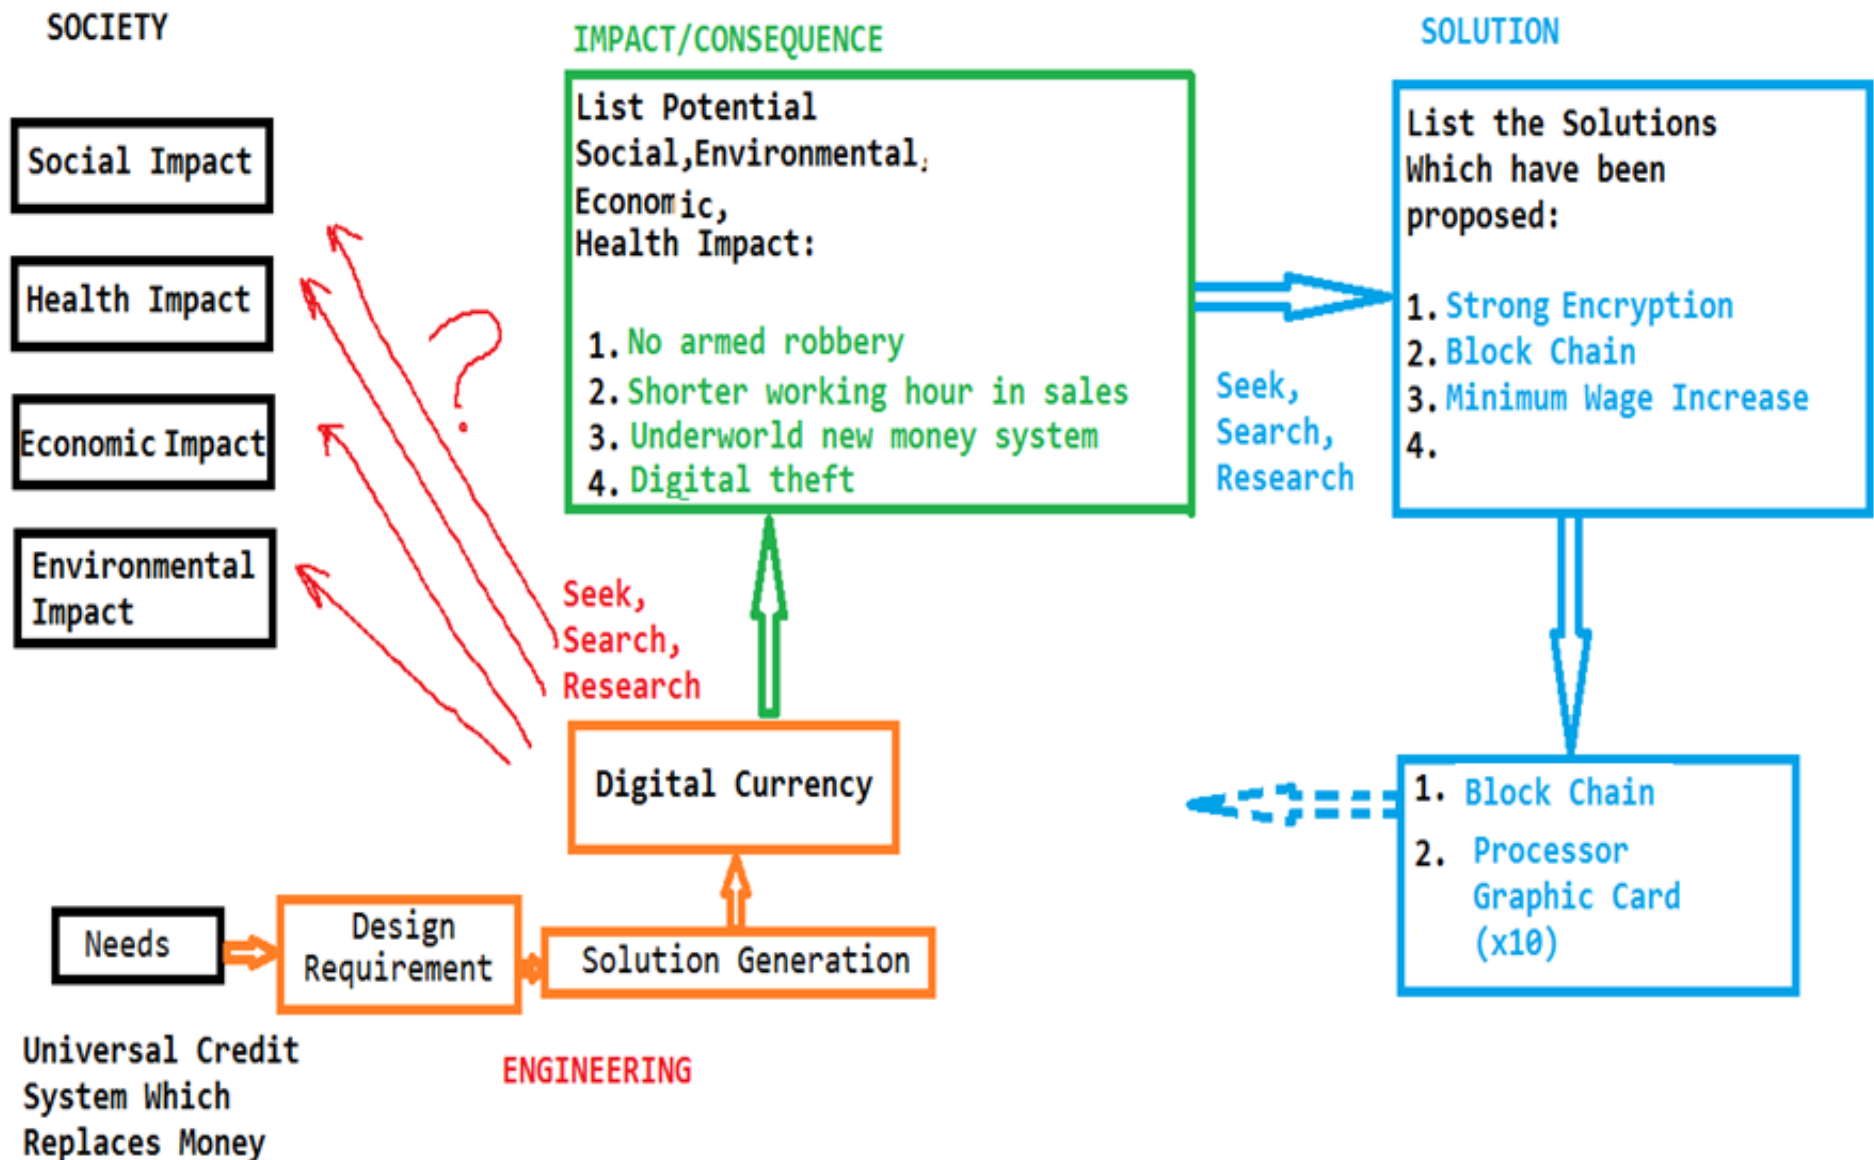 SOCIETY
Social Impact
Health Impact
Economic Impact
Environmental
Impact
?
IMPACT/CONSEQUENCE
List Potential
Social,Environmental,
Economic,
Health Impact:
1. No armed robbery
2. Shorter working hour in sales
3. Underworld new money system
4. Digital theft
Seek,
Search,
Research
SOLUTION
List the Solutions
Which have been
proposed:
1. Strong Encryption
2. Block Chain
3. Minimum Wage Increase
4.
Seek,
Search,
Research
Digital Currency
1. Block Chain
2. Processor
Graphic Card
(x10)
Needs
Design
Requirement
Solution Generation
Universal Credit
System Which
Replaces Money
ENGINEERING